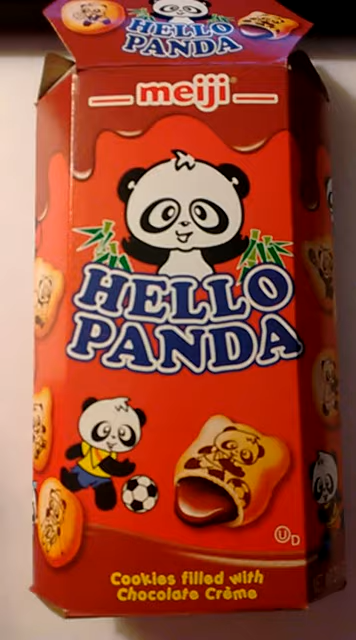 HELLO
PANDA
meiji
HELLO
PANDA
U D
Cookies filled with
Chocolate Crème